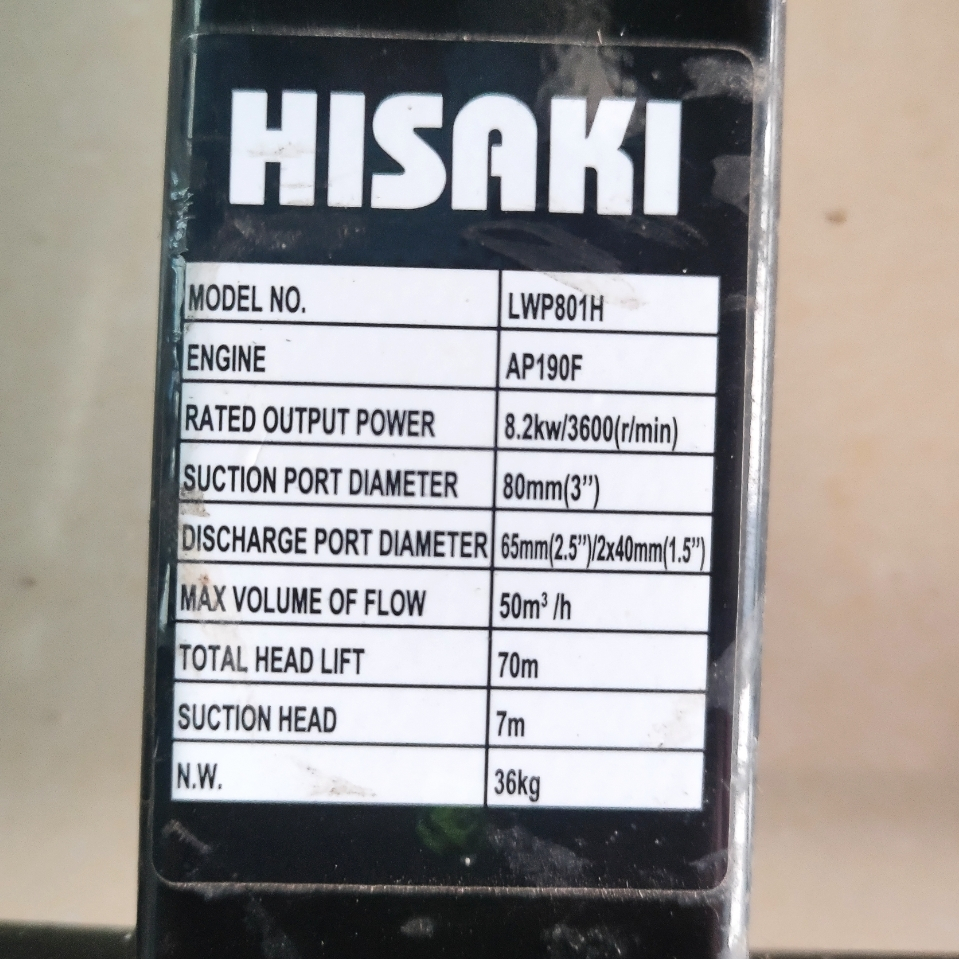 HISAKI
MODEL NO. LWP801H
ENGINE AP190F
RATED OUTPUT POWER 8.2kw/3600(r/min)
SUCTION PORT DIAMETER 80mm(3”)
DISCHARGE PORT DIAMETER 65mm(2.5”)/2x40mm(1.5”)
MAX VOLUME OF FLOW 50m³ /h
TOTAL HEAD LIFT 70m
SUCTION HEAD 7m
N.W. 36kg